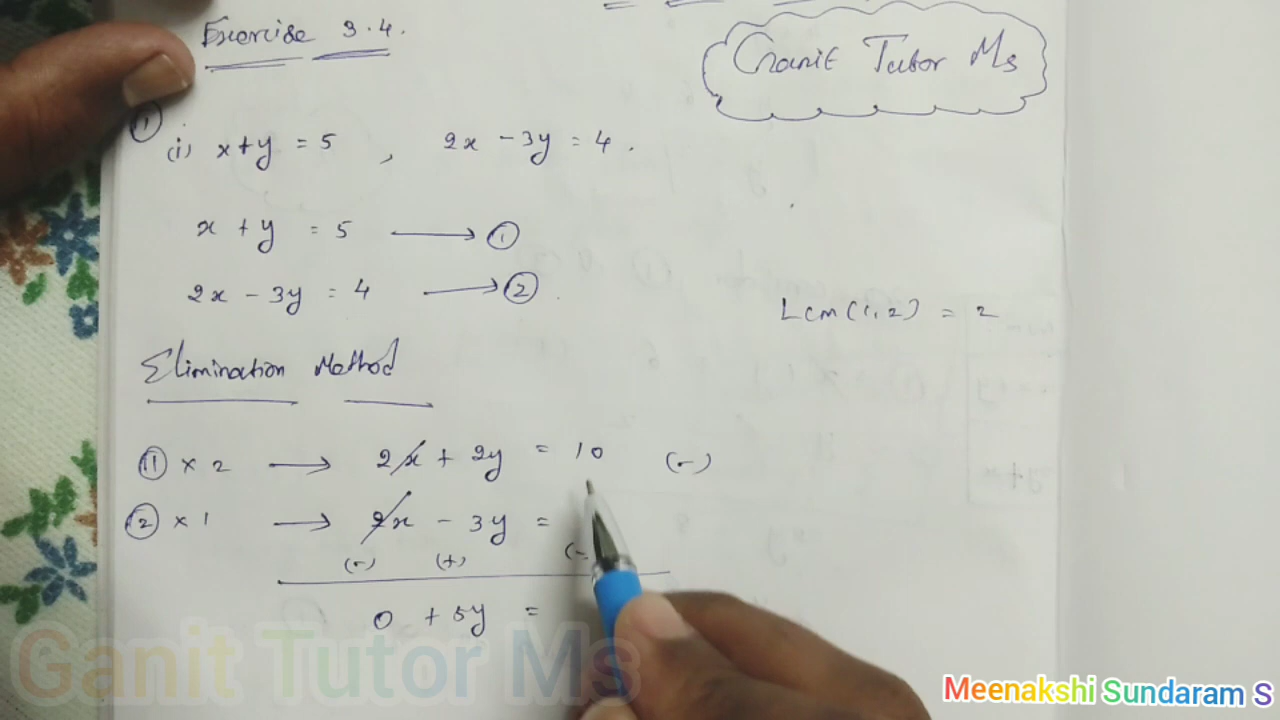 Exercise 3.4.
Ganit Tutor Ms
① (i) x+y = 5 , 2x - 3y = 4 .
x + y = 5 → ①
2x - 3y = 4 → ②
Lcm(1,2) = 2
Elimination Method
① × 2 → 2x + 2y = 10 (-)
② × 1 → 2x - 3y =
(-) (+) (-
0 + 5y =
Ganit Tutor Ms
Meenakshi Sundaram S